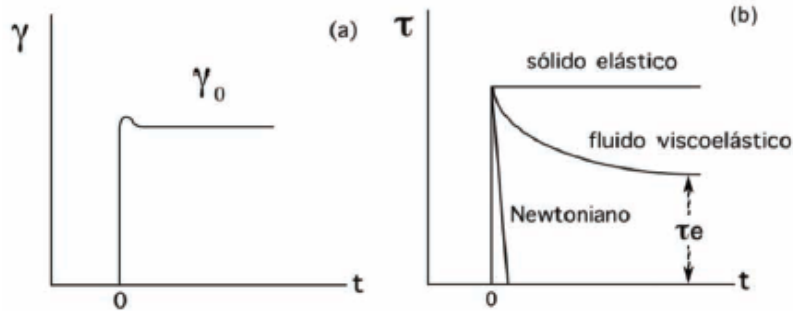 γ
(a)
γ₀
t
0
τ
(b)
sólido elástico
fluido viscoelástico
Newtoniano
τe
t
0